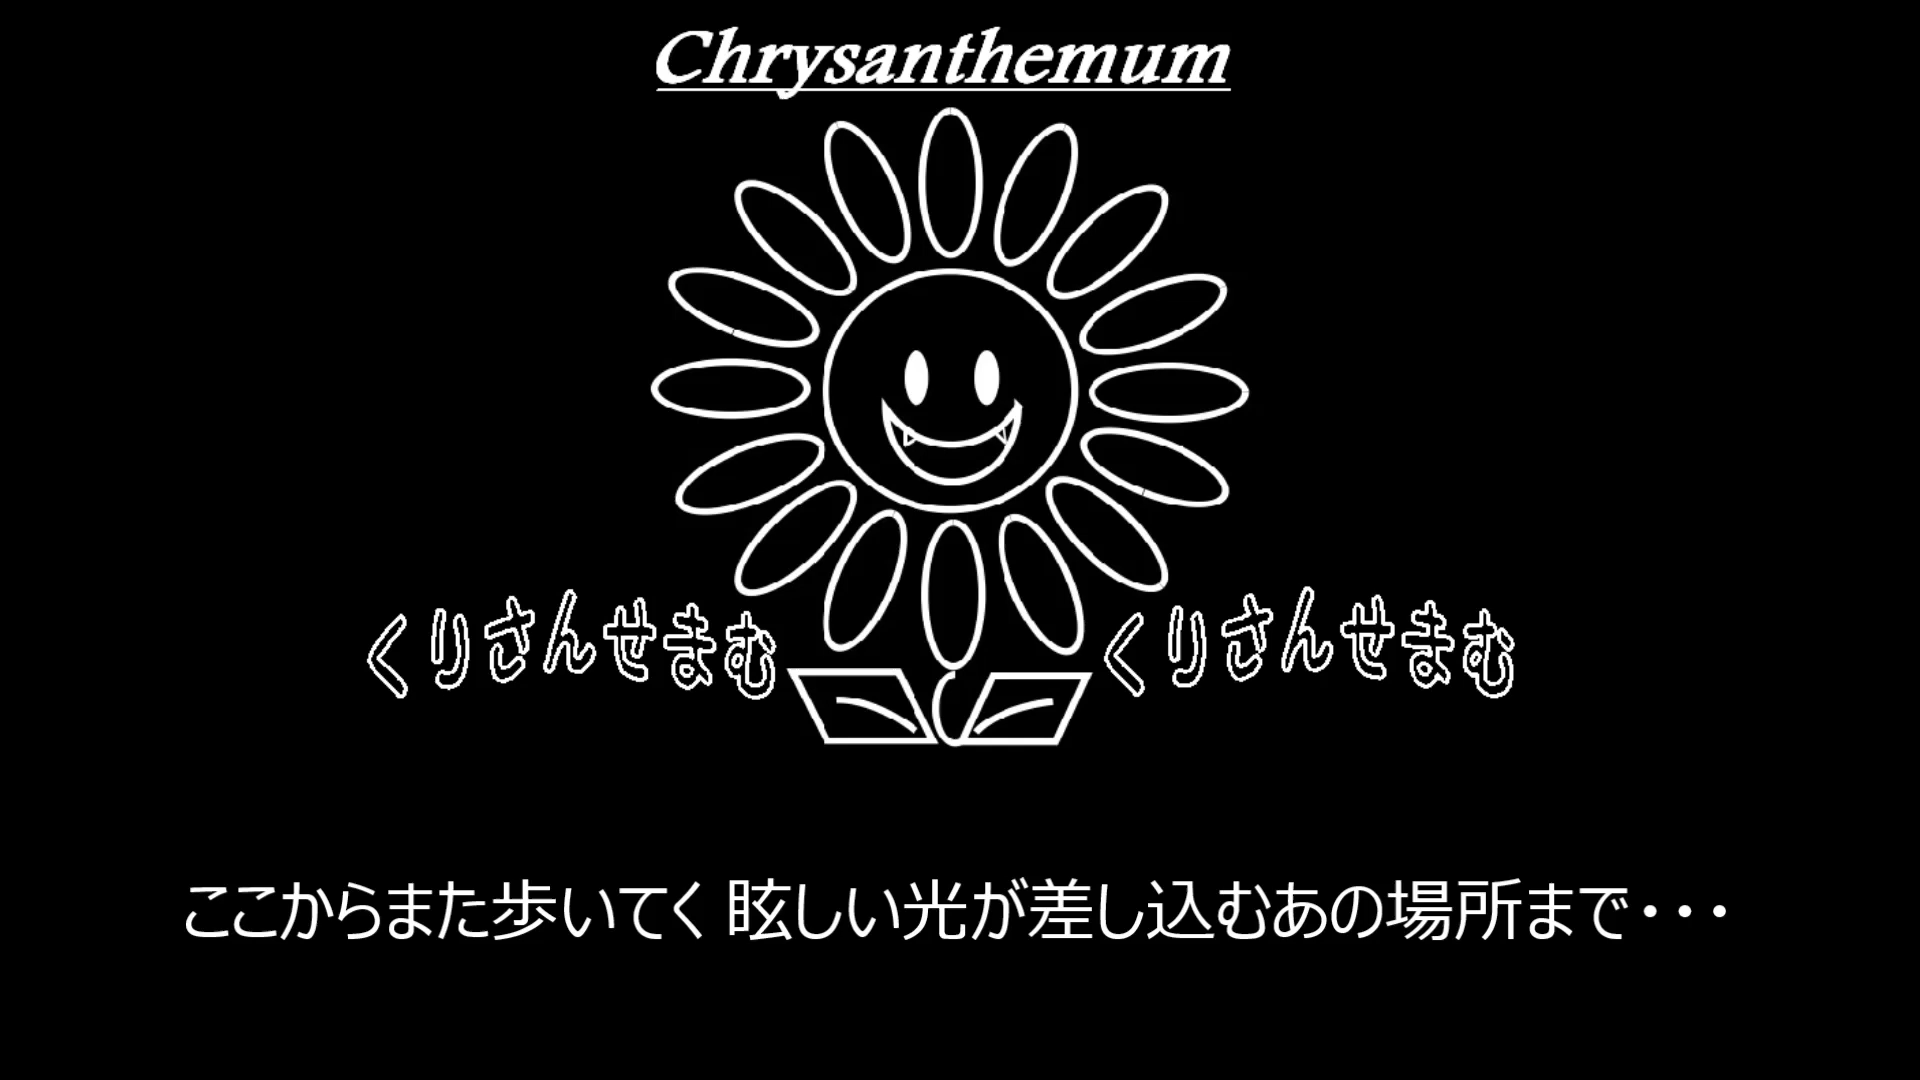 Chrysanthemum
くりさんせまむ くりさんせまむ
ここからまた歩いてく 眩しい光が差し込むあの場所まで・・・